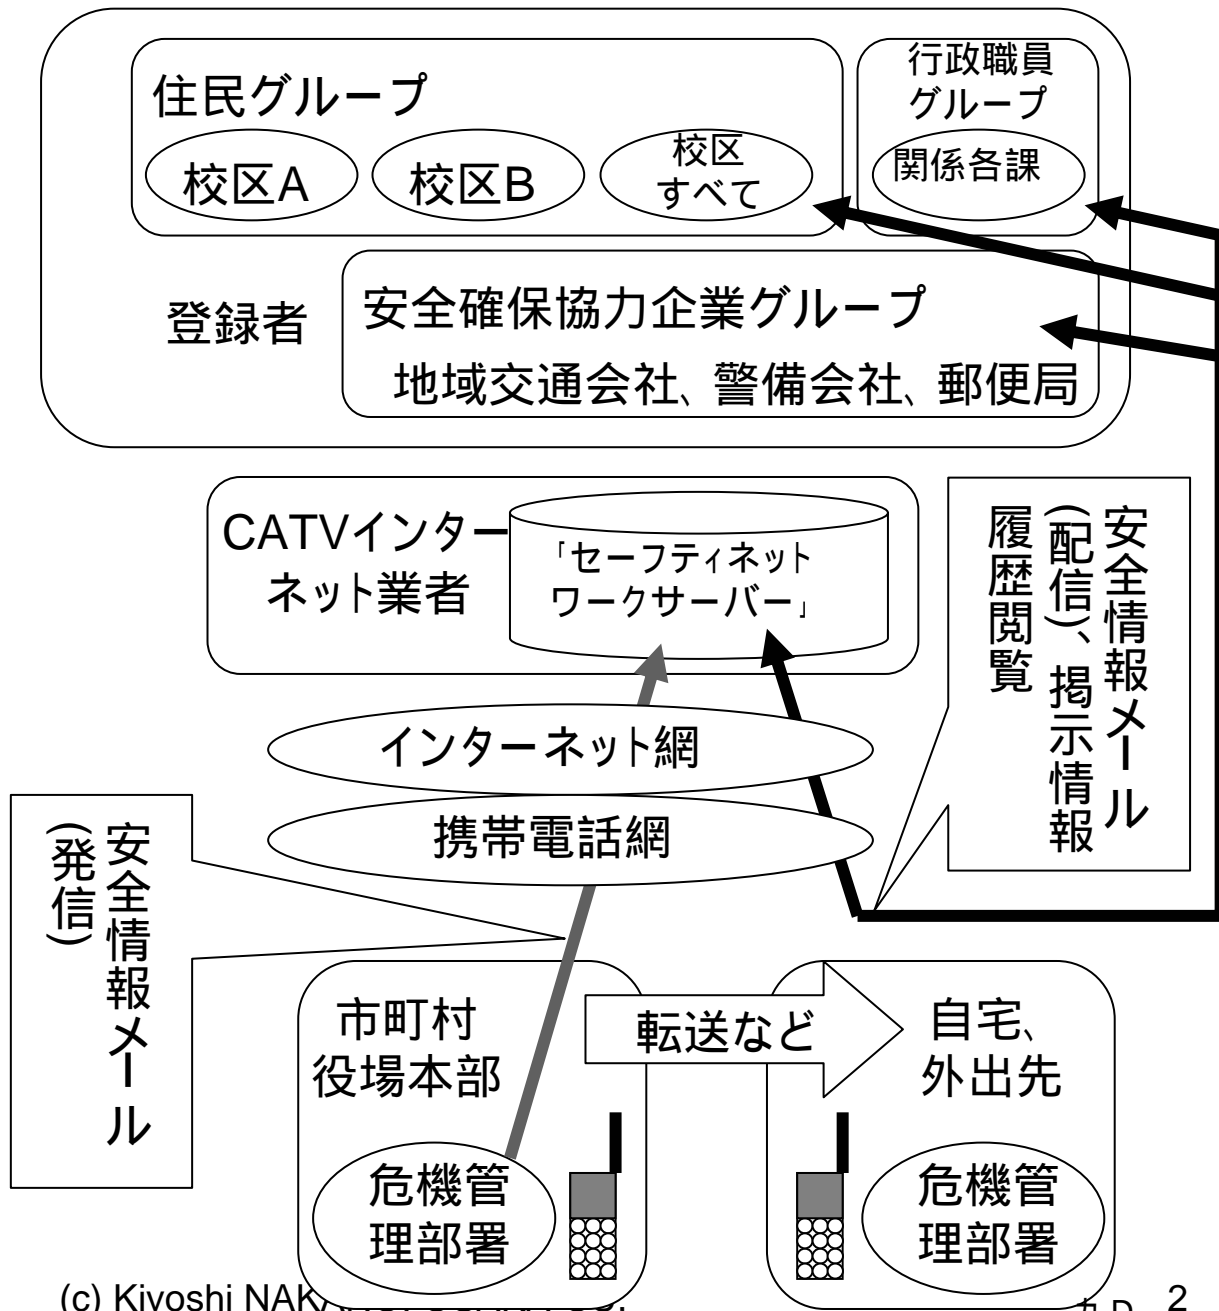 住民グループ
校区A
校区B
校区
すべて
行政職員
グループ
関係各課
登録者
安全確保協力企業グループ
地域交通会社、警備会社、郵便局
CATVインター
ネット業者
「セーフティネット
ワークサーバー」
安全情報メール
(配信)、掲示情報
履歴閲覧
インターネット網
携帯電話網
安全情報メール
(発信)
市町村
役場本部
転送など
自宅、
外出先
危機管
理部署
危機管
理部署
(c) Kiyoshi
2